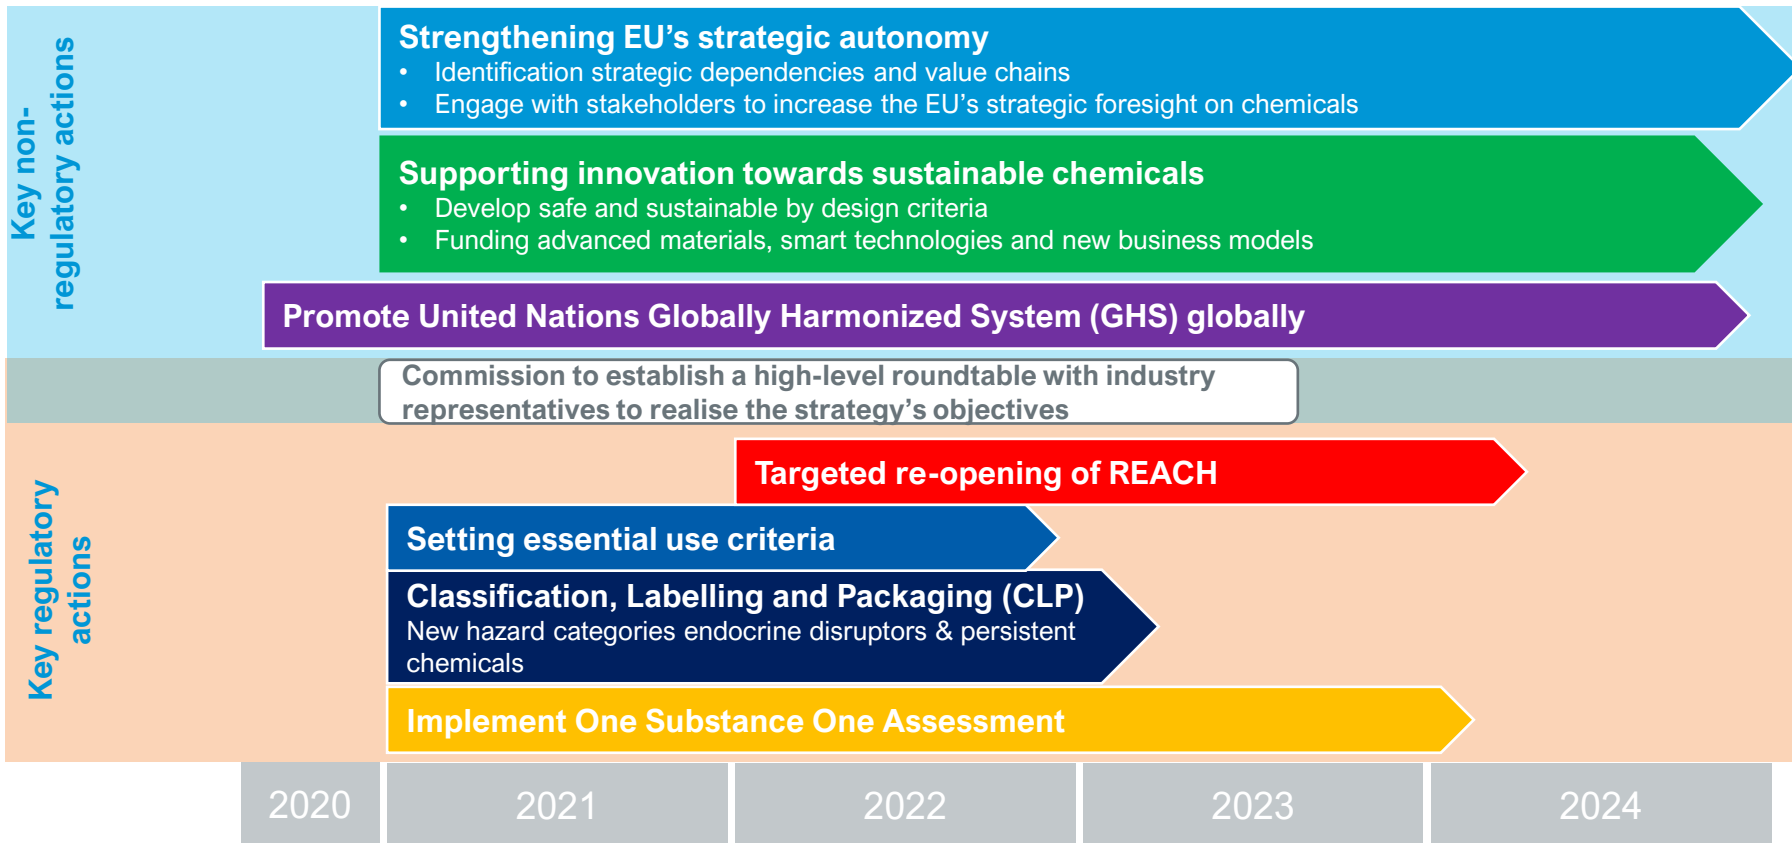 Key non-
regulatory actions
Strengthening EU’s strategic autonomy
• Identification strategic dependencies and value chains
• Engage with stakeholders to increase the EU’s strategic foresight on chemicals
Supporting innovation towards sustainable chemicals
• Develop safe and sustainable by design criteria
• Funding advanced materials, smart technologies and new business models
Promote United Nations Globally Harmonized System (GHS) globally
Commission to establish a high-level roundtable with industry
representatives to realise the strategy’s objectives
Key regulatory
actions
Targeted re-opening of REACH
Setting essential use criteria
Classification, Labelling and Packaging (CLP)
New hazard categories endocrine disruptors & persistent
chemicals
Implement One Substance One Assessment
2020
2021
2022
2023
2024